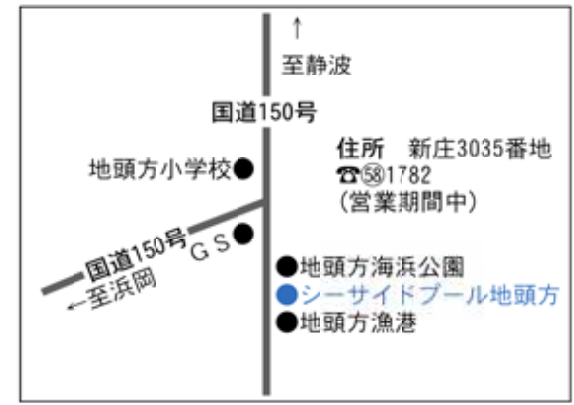 ↑
至静波
国道150号
住所　新庄3035番地
☎㊽1782
(営業期間中)
地頭方小学校●
国道150号
GS●
←至浜岡
●地頭方海浜公園
●シーサイドプール地頭方
●地頭方漁港